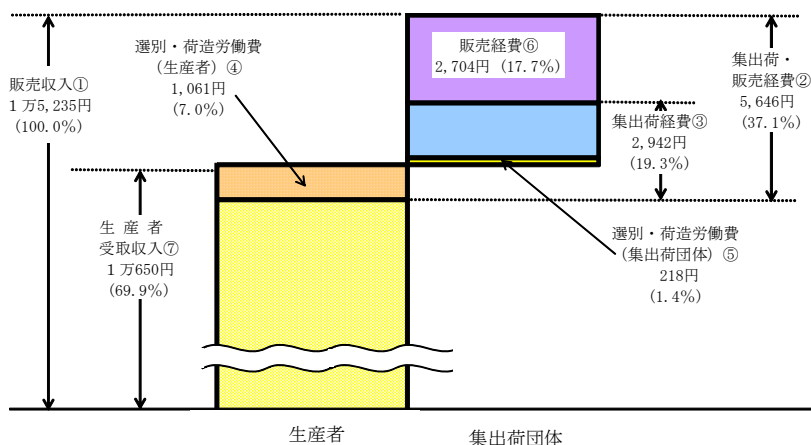 販売収入①
1万5,235円
(100.0%)
選別・荷造労働費
(生産者)④
1,061円
(7.0%)
販売経費⑥
2,704円(17.7%)
集出荷・
販売経費②
5,646円
(37.1%)
集出荷経費③
2,942円
(19.3%)
生産者
受取収入⑦
1万650円
(69.9%)
選別・荷造労働費
(集出荷団体)⑤
218円
(1.4%)
生産者
集出荷団体